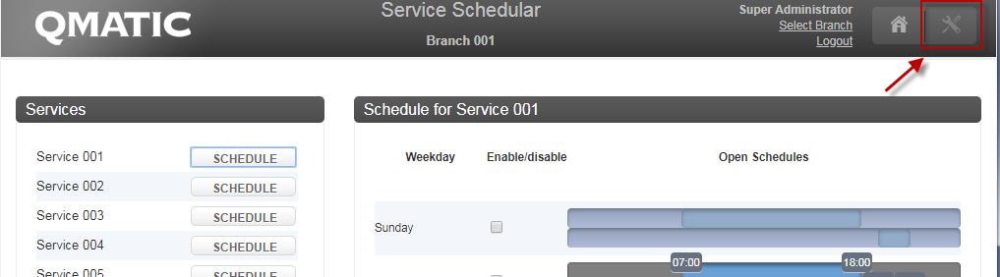 QMATIC
Service Schedular
Branch 001
Super Administrator
Select Branch
Logout
Services
Service 001 SCHEDULE
Service 002 SCHEDULE
Service 003 SCHEDULE
Service 004 SCHEDULE
Service 005 SCHEDULE
Schedule for Service 001
Weekday Enable/disable Open Schedules
Sunday
07:00 18:00